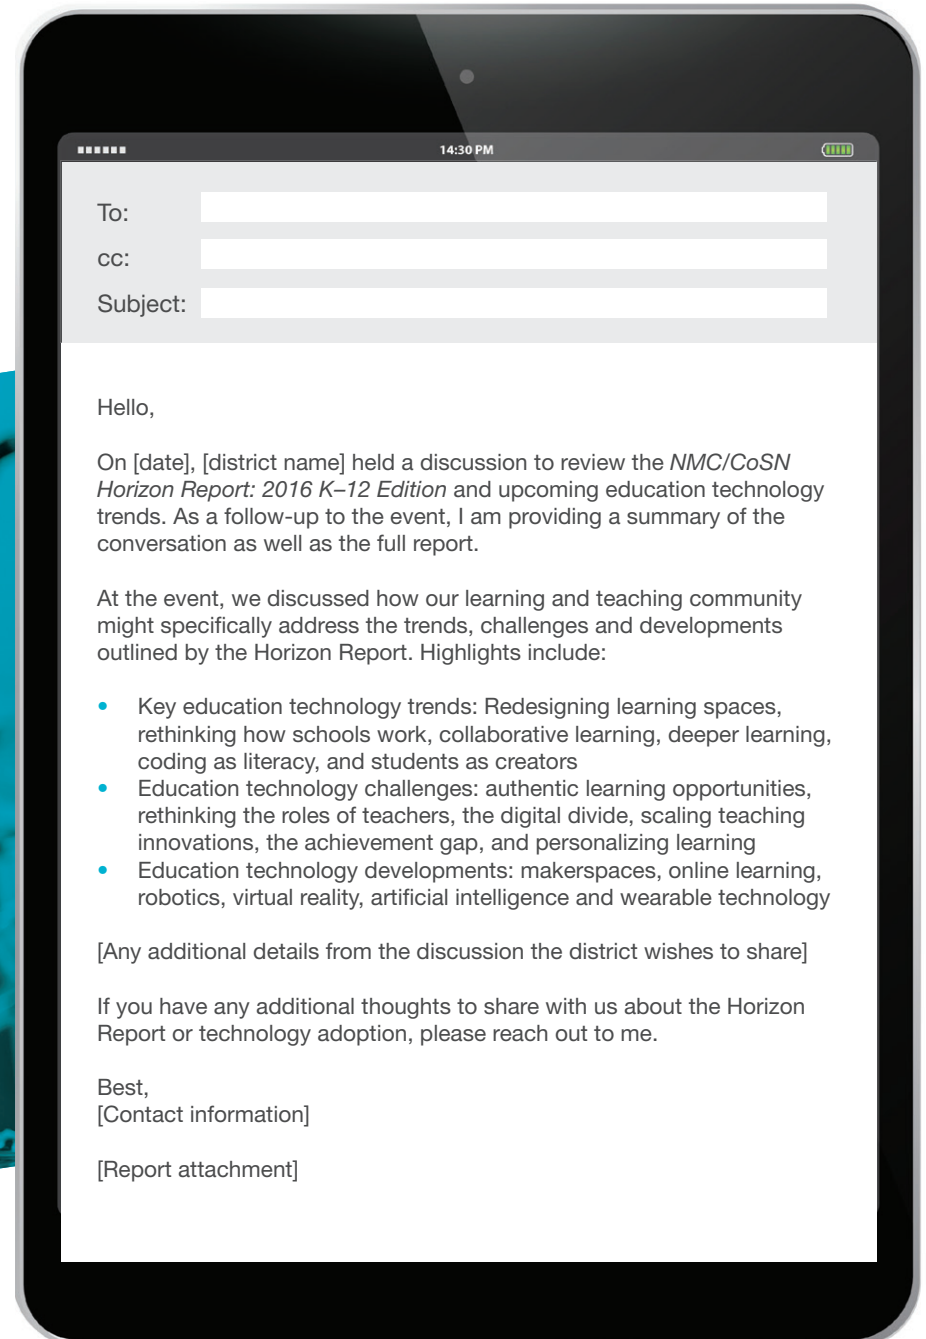 14:30 PM
To:
cc:
Subject:
Hello,
On [date], [district name] held a discussion to review the NMC/CoSN
Horizon Report: 2016 K–12 Edition and upcoming education technology
trends. As a follow-up to the event, I am providing a summary of the
conversation as well as the full report.
At the event, we discussed how our learning and teaching community
might specifically address the trends, challenges and developments
outlined by the Horizon Report. Highlights include:
• Key education technology trends: Redesigning learning spaces,
rethinking how schools work, collaborative learning, deeper learning,
coding as literacy, and students as creators
• Education technology challenges: authentic learning opportunities,
rethinking the roles of teachers, the digital divide, scaling teaching
innovations, the achievement gap, and personalizing learning
• Education technology developments: makerspaces, online learning,
robotics, virtual reality, artificial intelligence and wearable technology
[Any additional details from the discussion the district wishes to share]
If you have any additional thoughts to share with us about the Horizon
Report or technology adoption, please reach out to me.
Best,
[Contact information]
[Report attachment]